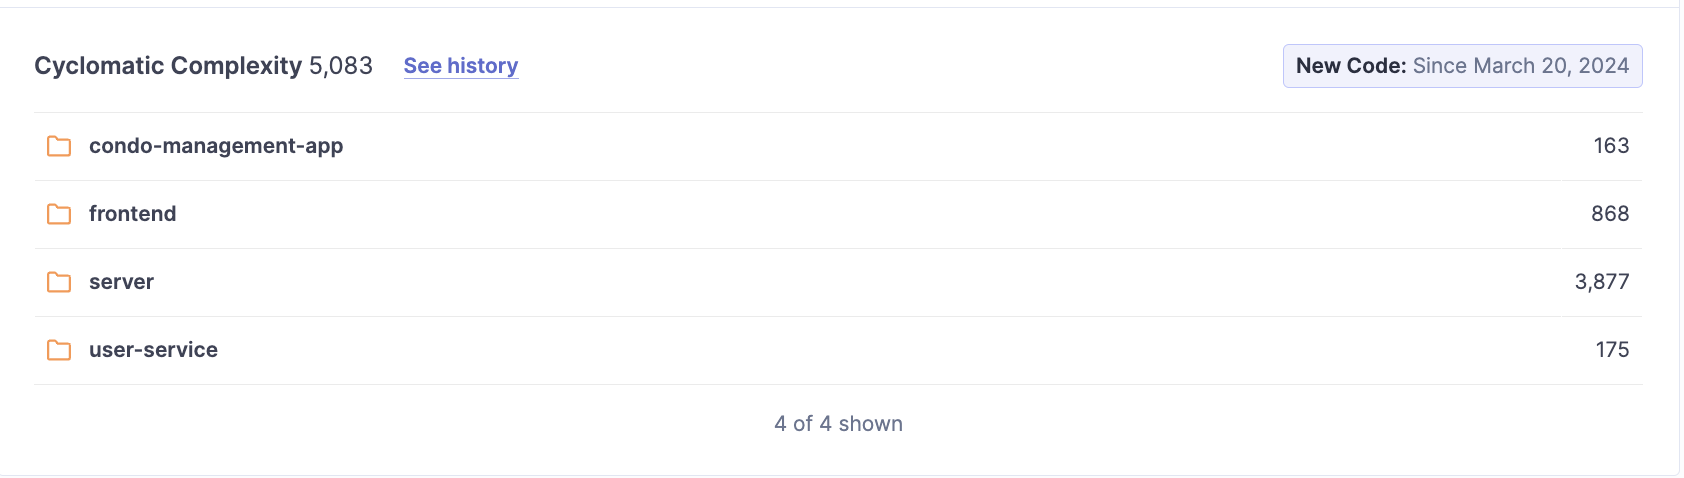 Cyclomatic Complexity 5,083 See history New Code: Since March 20, 2024
condo-management-app 163
frontend 868
server 3,877
user-service 175
4 of 4 shown